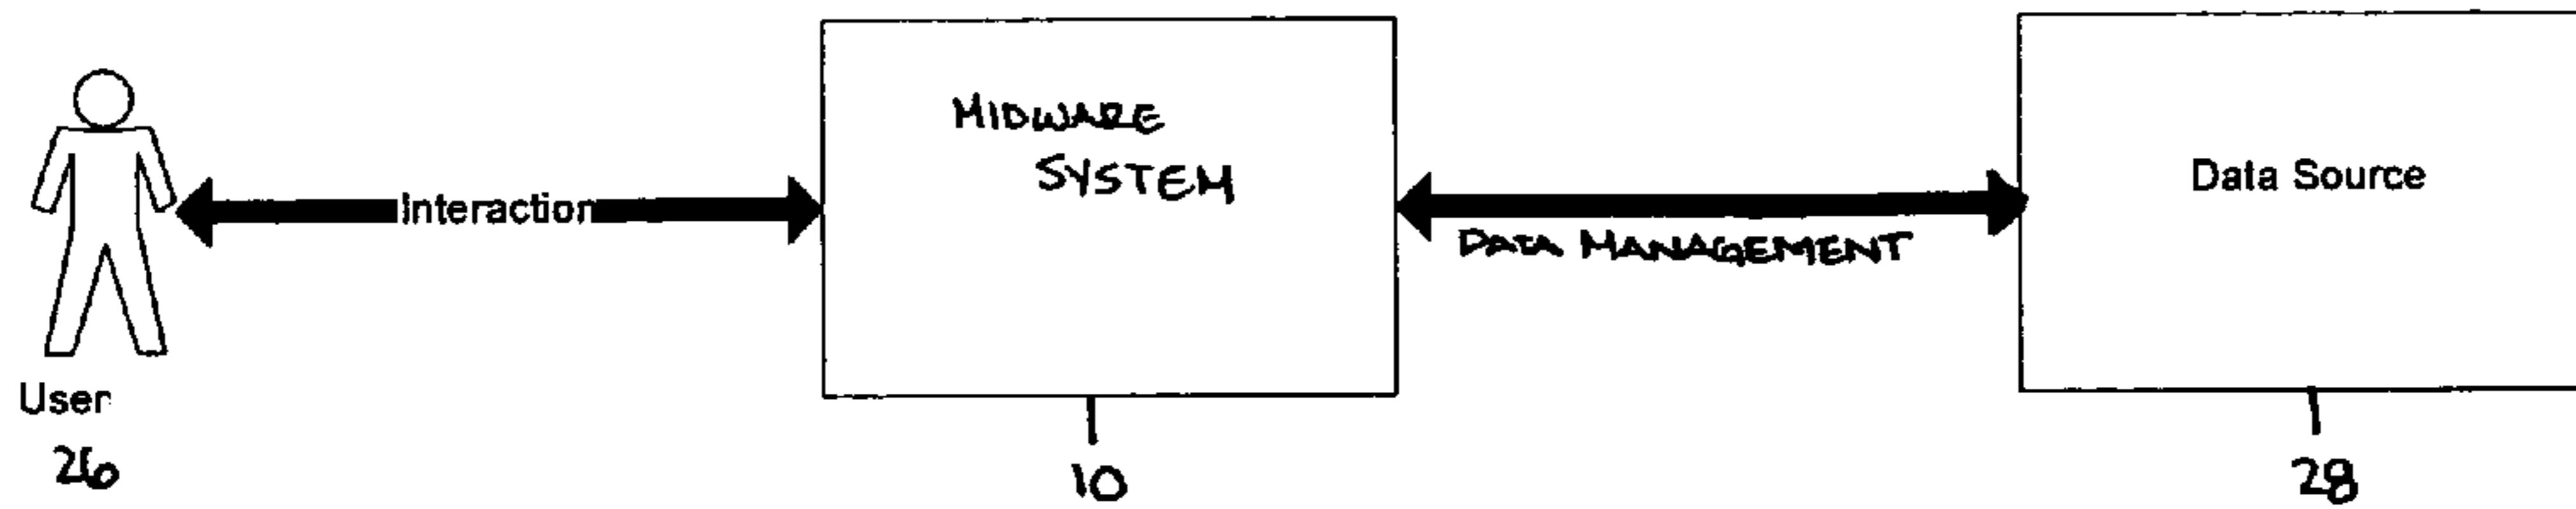 MIDWARE
SYSTEM
Data Source
Interaction
DATA MANAGEMENT
User
26
10
28